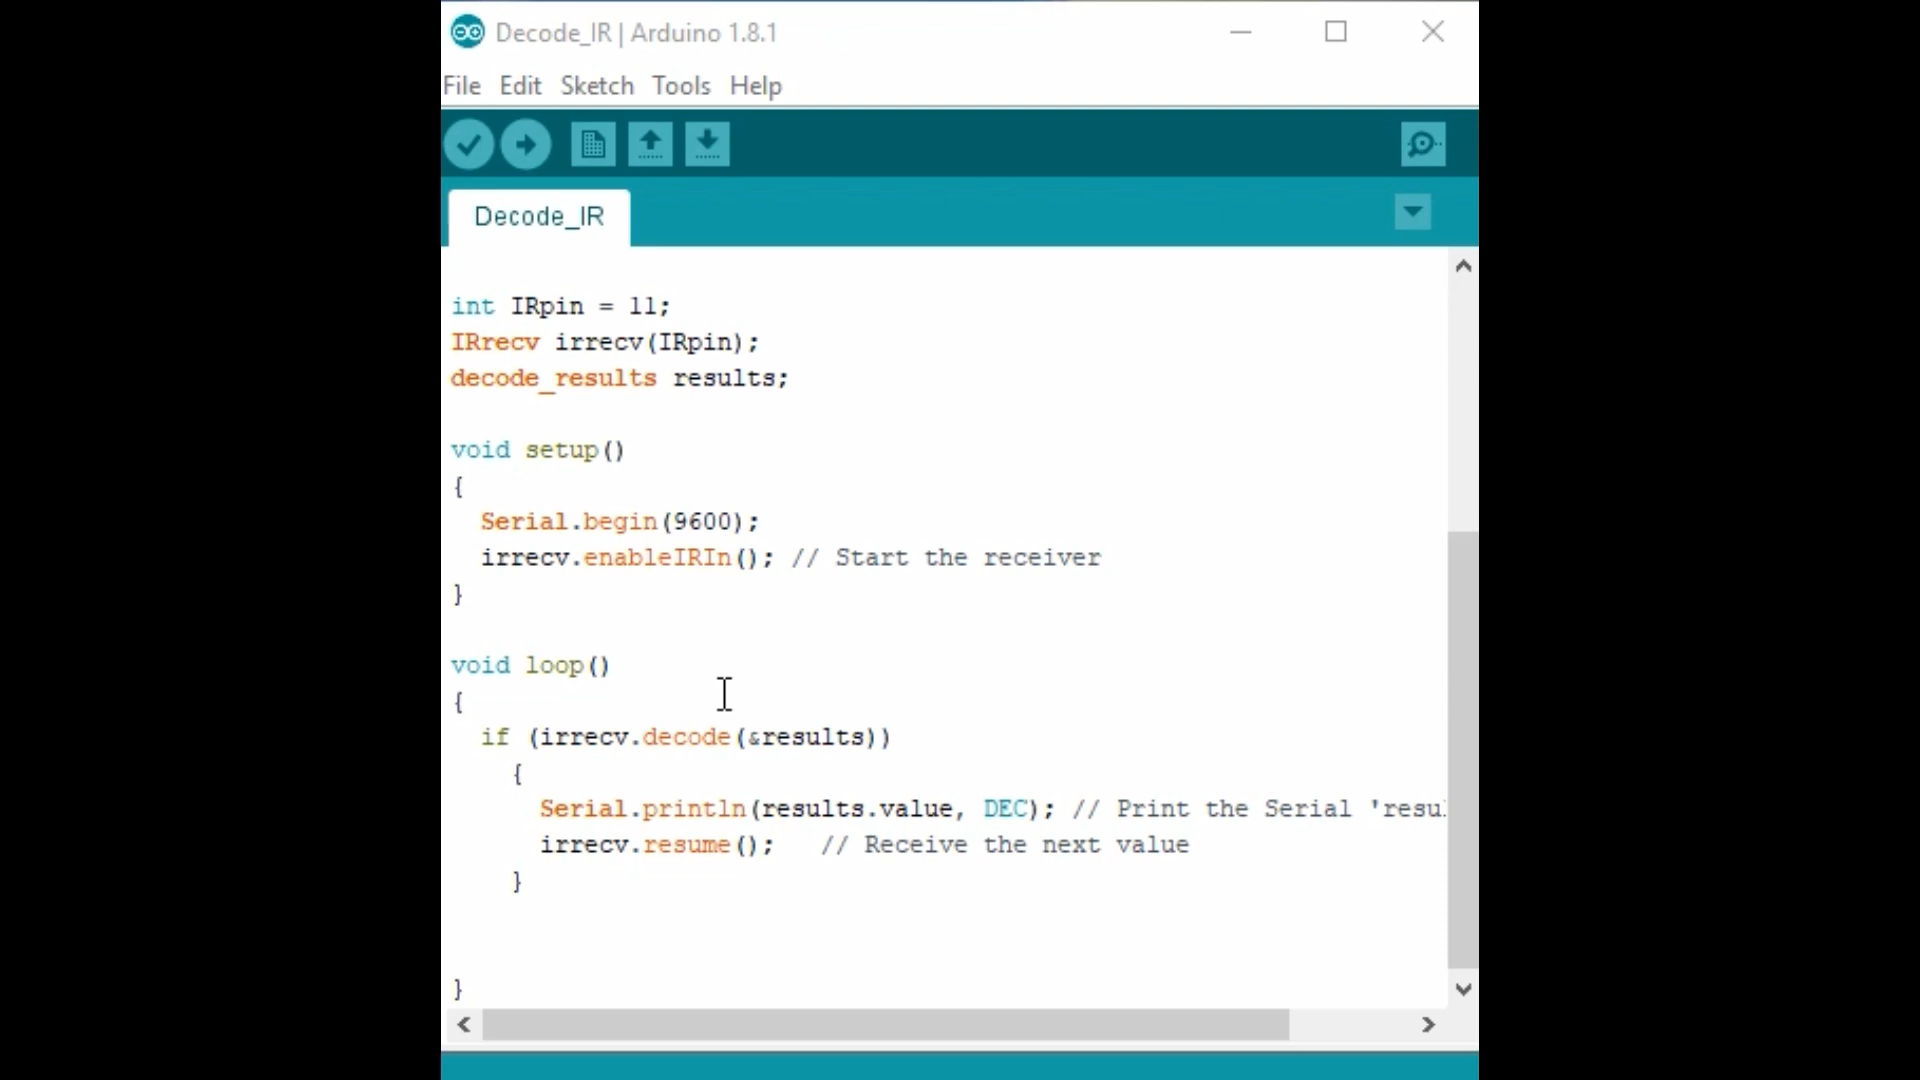 Decode_IR | Arduino 1.8.1
File Edit Sketch Tools Help
Decode_IR
int IRpin = 11;
IRrecv irrecv(IRpin);
decode_results results;
void setup()
{
Serial.begin(9600);
irrecv.enableIRIn(); // Start the receiver
}
void loop()
{
if (irrecv.decode(&results))
{
Serial.println(results.value, DEC); // Print the Serial 'resu
irrecv.resume(); // Receive the next value
}
}